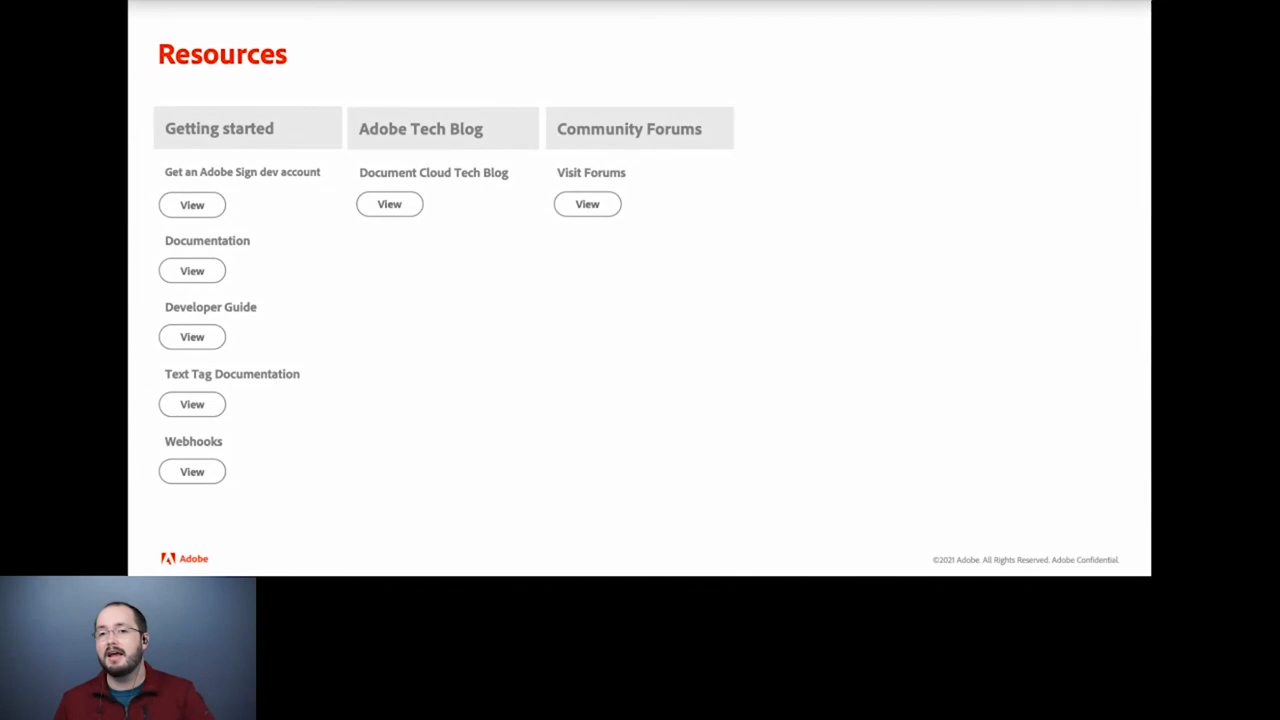 Resources
Getting started
Get an Adobe Sign dev account
View
Documentation
View
Developer Guide
View
Text Tag Documentation
View
Webhooks
View
Adobe Tech Blog
Document Cloud Tech Blog
View
Community Forums
Visit Forums
View
Adobe
©2021 Adobe. All Rights Reserved. Adobe Confidential.